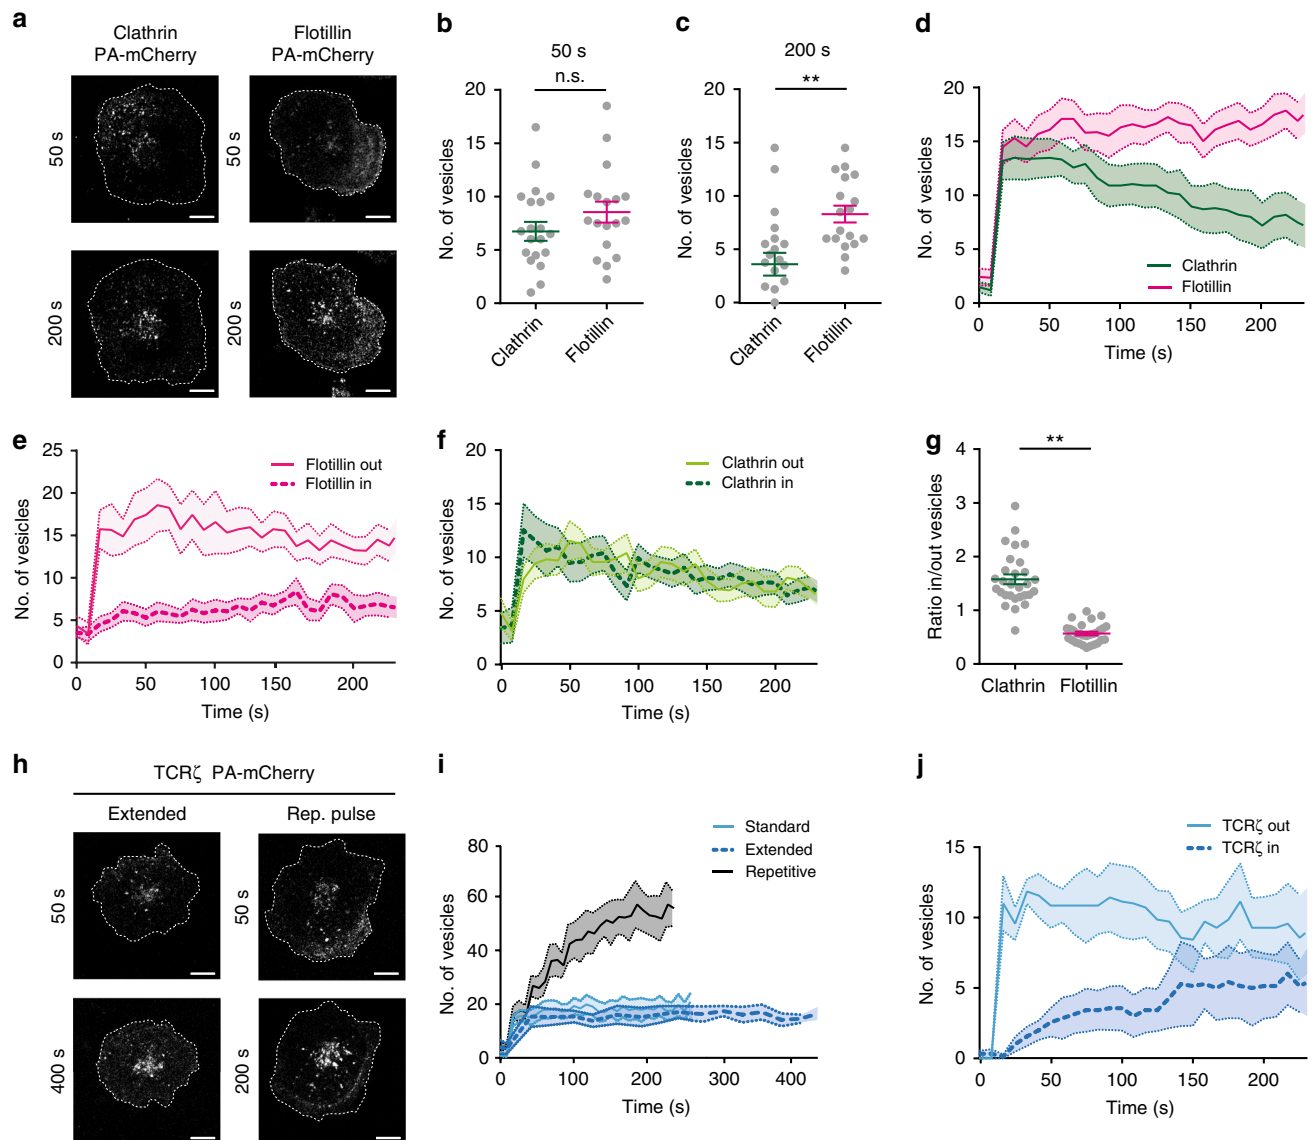 a
Clathrin
PA-mCherry
Flotillin
PA-mCherry
50 s
50 s
200 s
200 s
b
50 s
n.s.
No. of vesicles
20
15
10
5
0
Clathrin
Flotillin
c
200 s
**
No. of vesicles
20
15
10
5
0
Clathrin
Flotillin
d
No. of vesicles
20
15
10
5
0
Clathrin
Flotillin
0 50 100 150 200
Time (s)
e
No. of vesicles
25
20
15
10
5
0
Flotillin out
Flotillin in
0 50 100 150 200
Time (s)
f
No. of vesicles
20
15
10
5
0
Clathrin out
Clathrin in
0 50 100 150 200
Time (s)
g
**
Ratio in/out vesicles
4
3
2
1
0
Clathrin Flotillin
h
TCRζ PA-mCherry
Extended
Rep. pulse
50 s
50 s
400 s
200 s
i
Standard
Extended
Repetitive
No. of vesicles
80
60
40
20
0
0 100 200 300 400
Time (s)
j
TCRζ out
TCRζ in
No. of vesicles
15
10
5
0
0 50 100 150 200
Time (s)